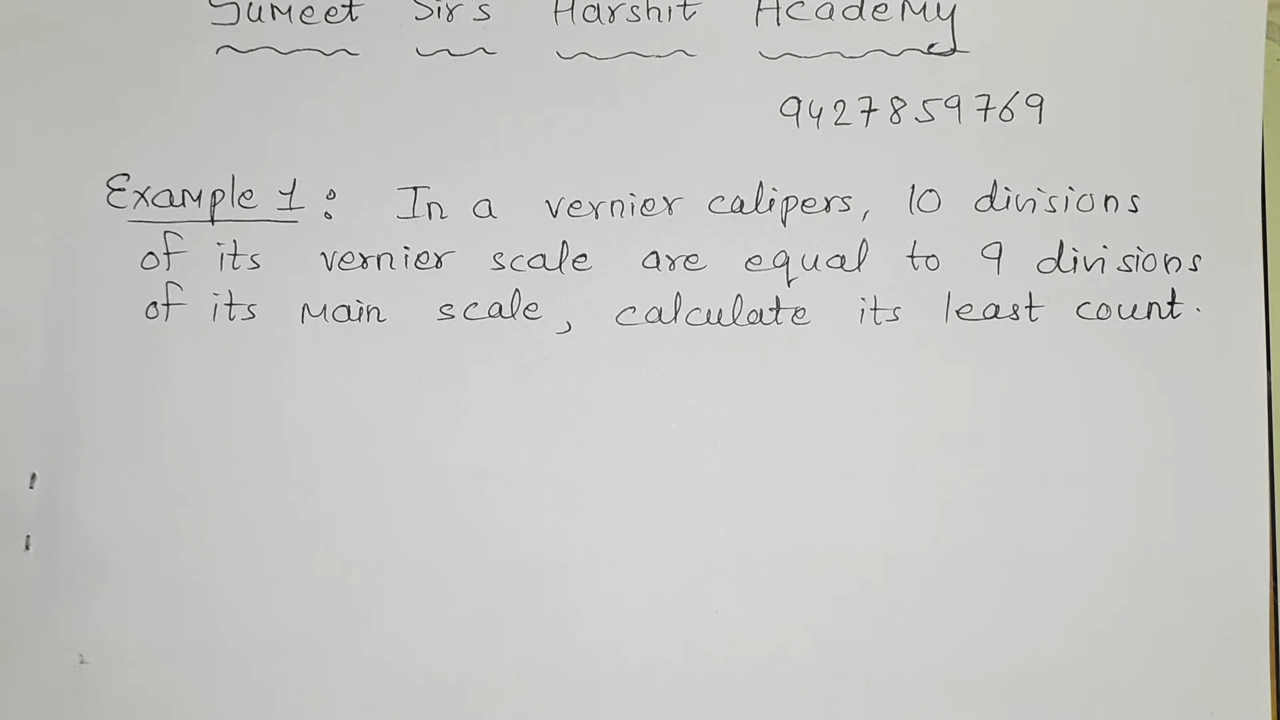 Sumeet Sir's Harshit Academy
9427859769
Example 1: In a vernier calipers, 10 divisions
of its vernier scale are equal to 9 divisions
of its main scale, calculate its least count.